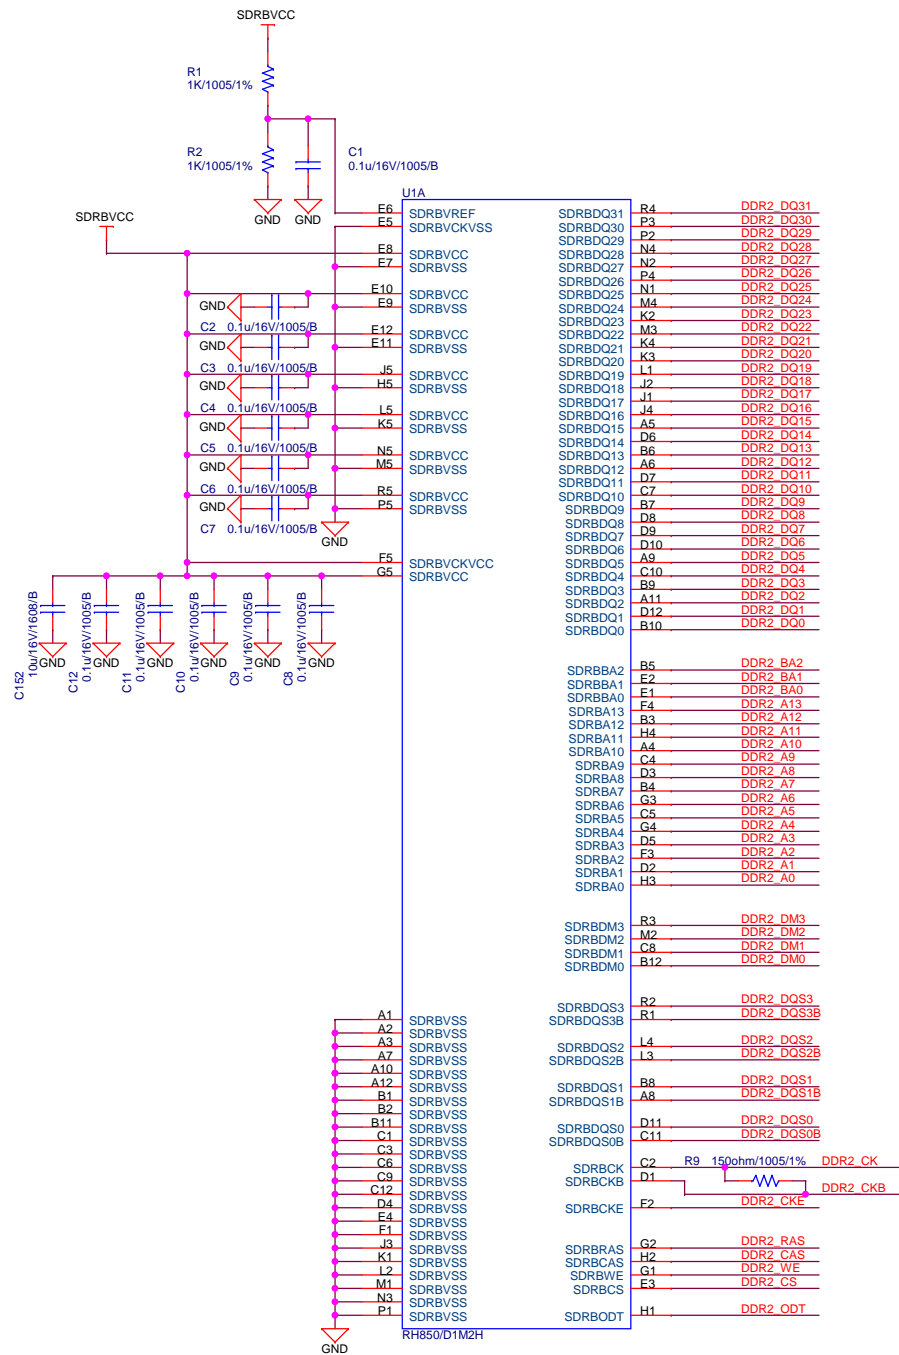 SDRBVCC
R1
1K/1005/1%
R2
1K/1005/1%
C1
0.1u/16V/1005/B
GND
GND
SDRBVCC
U1A
E6 SDRBVREF
E5 SDRBVCKVSS
E8 SDRBVCC
E7 SDRBVSS
E10 SDRBVCC
GND E9 SDRBVSS
C2 0.1u/16V/1005/B
E12 SDRBVCC
GND E11 SDRBVSS
C3 0.1u/16V/1005/B
J5 SDRBVCC
GND H5 SDRBVSS
C4 0.1u/16V/1005/B
L5 SDRBVCC
GND K5 SDRBVSS
C5 0.1u/16V/1005/B
N5 SDRBVCC
GND M5 SDRBVSS
C6 0.1u/16V/1005/B
R5 SDRBVCC
GND P5 SDRBVSS
C7 0.1u/16V/1005/B
GND
F5 SDRBVCKVCC
G5 SDRBVCC
C152 10u/16V/1608/B GND
C12 0.1u/16V/1005/B GND
C11 0.1u/16V/1005/B GND
C10 0.1u/16V/1005/B GND
C9 0.1u/16V/1005/B GND
C8 0.1u/16V/1005/B GND
A1 SDRBVSS
A2 SDRBVSS
A3 SDRBVSS
A7 SDRBVSS
A10 SDRBVSS
A12 SDRBVSS
B1 SDRBVSS
B2 SDRBVSS
B11 SDRBVSS
C1 SDRBVSS
C3 SDRBVSS
C6 SDRBVSS
C9 SDRBVSS
C12 SDRBVSS
D4 SDRBVSS
E4 SDRBVSS
F1 SDRBVSS
J3 SDRBVSS
K1 SDRBVSS
L2 SDRBVSS
M1 SDRBVSS
N3 SDRBVSS
P1 SDRBVSS
GND
SDRBDQ31 R4 DDR2_DQ31
SDRBDQ30 P3 DDR2_DQ30
SDRBDQ29 P2 DDR2_DQ29
SDRBDQ28 N4 DDR2_DQ28
SDRBDQ27 N2 DDR2_DQ27
SDRBDQ26 P4 DDR2_DQ26
SDRBDQ25 N1 DDR2_DQ25
SDRBDQ24 M4 DDR2_DQ24
SDRBDQ23 K2 DDR2_DQ23
SDRBDQ22 M3 DDR2_DQ22
SDRBDQ21 K4 DDR2_DQ21
SDRBDQ20 K3 DDR2_DQ20
SDRBDQ19 L1 DDR2_DQ19
SDRBDQ18 J2 DDR2_DQ18
SDRBDQ17 J1 DDR2_DQ17
SDRBDQ16 J4 DDR2_DQ16
SDRBDQ15 A5 DDR2_DQ15
SDRBDQ14 D6 DDR2_DQ14
SDRBDQ13 B6 DDR2_DQ13
SDRBDQ12 A6 DDR2_DQ12
SDRBDQ11 D7 DDR2_DQ11
SDRBDQ10 C7 DDR2_DQ10
SDRBDQ9 B7 DDR2_DQ9
SDRBDQ8 D8 DDR2_DQ8
SDRBDQ7 D9 DDR2_DQ7
SDRBDQ6 D10 DDR2_DQ6
SDRBDQ5 A9 DDR2_DQ5
SDRBDQ4 C10 DDR2_DQ4
SDRBDQ3 B9 DDR2_DQ3
SDRBDQ2 A11 DDR2_DQ2
SDRBDQ1 D12 DDR2_DQ1
SDRBDQ0 B10 DDR2_DQ0
SDRBBA2 B5 DDR2_BA2
SDRBBA1 E2 DDR2_BA1
SDRBBA0 E1 DDR2_BA0
SDRBA13 F4 DDR2_A13
SDRBA12 B3 DDR2_A12
SDRBA11 H4 DDR2_A11
SDRBA10 A4 DDR2_A10
SDRBA9 C4 DDR2_A9
SDRBA8 D3 DDR2_A8
SDRBA7 B4 DDR2_A7
SDRBA6 G3 DDR2_A6
SDRBA5 C5 DDR2_A5
SDRBA4 G4 DDR2_A4
SDRBA3 D5 DDR2_A3
SDRBA2 F3 DDR2_A2
SDRBA1 D2 DDR2_A1
SDRBA0 H3 DDR2_A0
SDRBDM3 R3 DDR2_DM3
SDRBDM2 M2 DDR2_DM2
SDRBDM1 C8 DDR2_DM1
SDRBDM0 B12 DDR2_DM0
SDRBDQS3 R2 DDR2_DQS3
SDRBDQS3B R1 DDR2_DQS3B
SDRBDQS2 L4 DDR2_DQS2
SDRBDQS2B L3 DDR2_DQS2B
SDRBDQS1 B8 DDR2_DQS1
SDRBDQS1B A8 DDR2_DQS1B
SDRBDQS0 D11 DDR2_DQS0
SDRBDQS0B C11 DDR2_DQS0B
R9 150ohm/1005/1%
SDRBCK C2 DDR2_CK
SDRBCKB D1 DDR2_CKB
SDRBCKE F2 DDR2_CKE
SDRBRAS G2 DDR2_RAS
SDRBCAS H2 DDR2_CAS
SDRBWE G1 DDR2_WE
SDRBCS E3 DDR2_CS
SDRBODT H1 DDR2_ODT
RH850/D1M2H